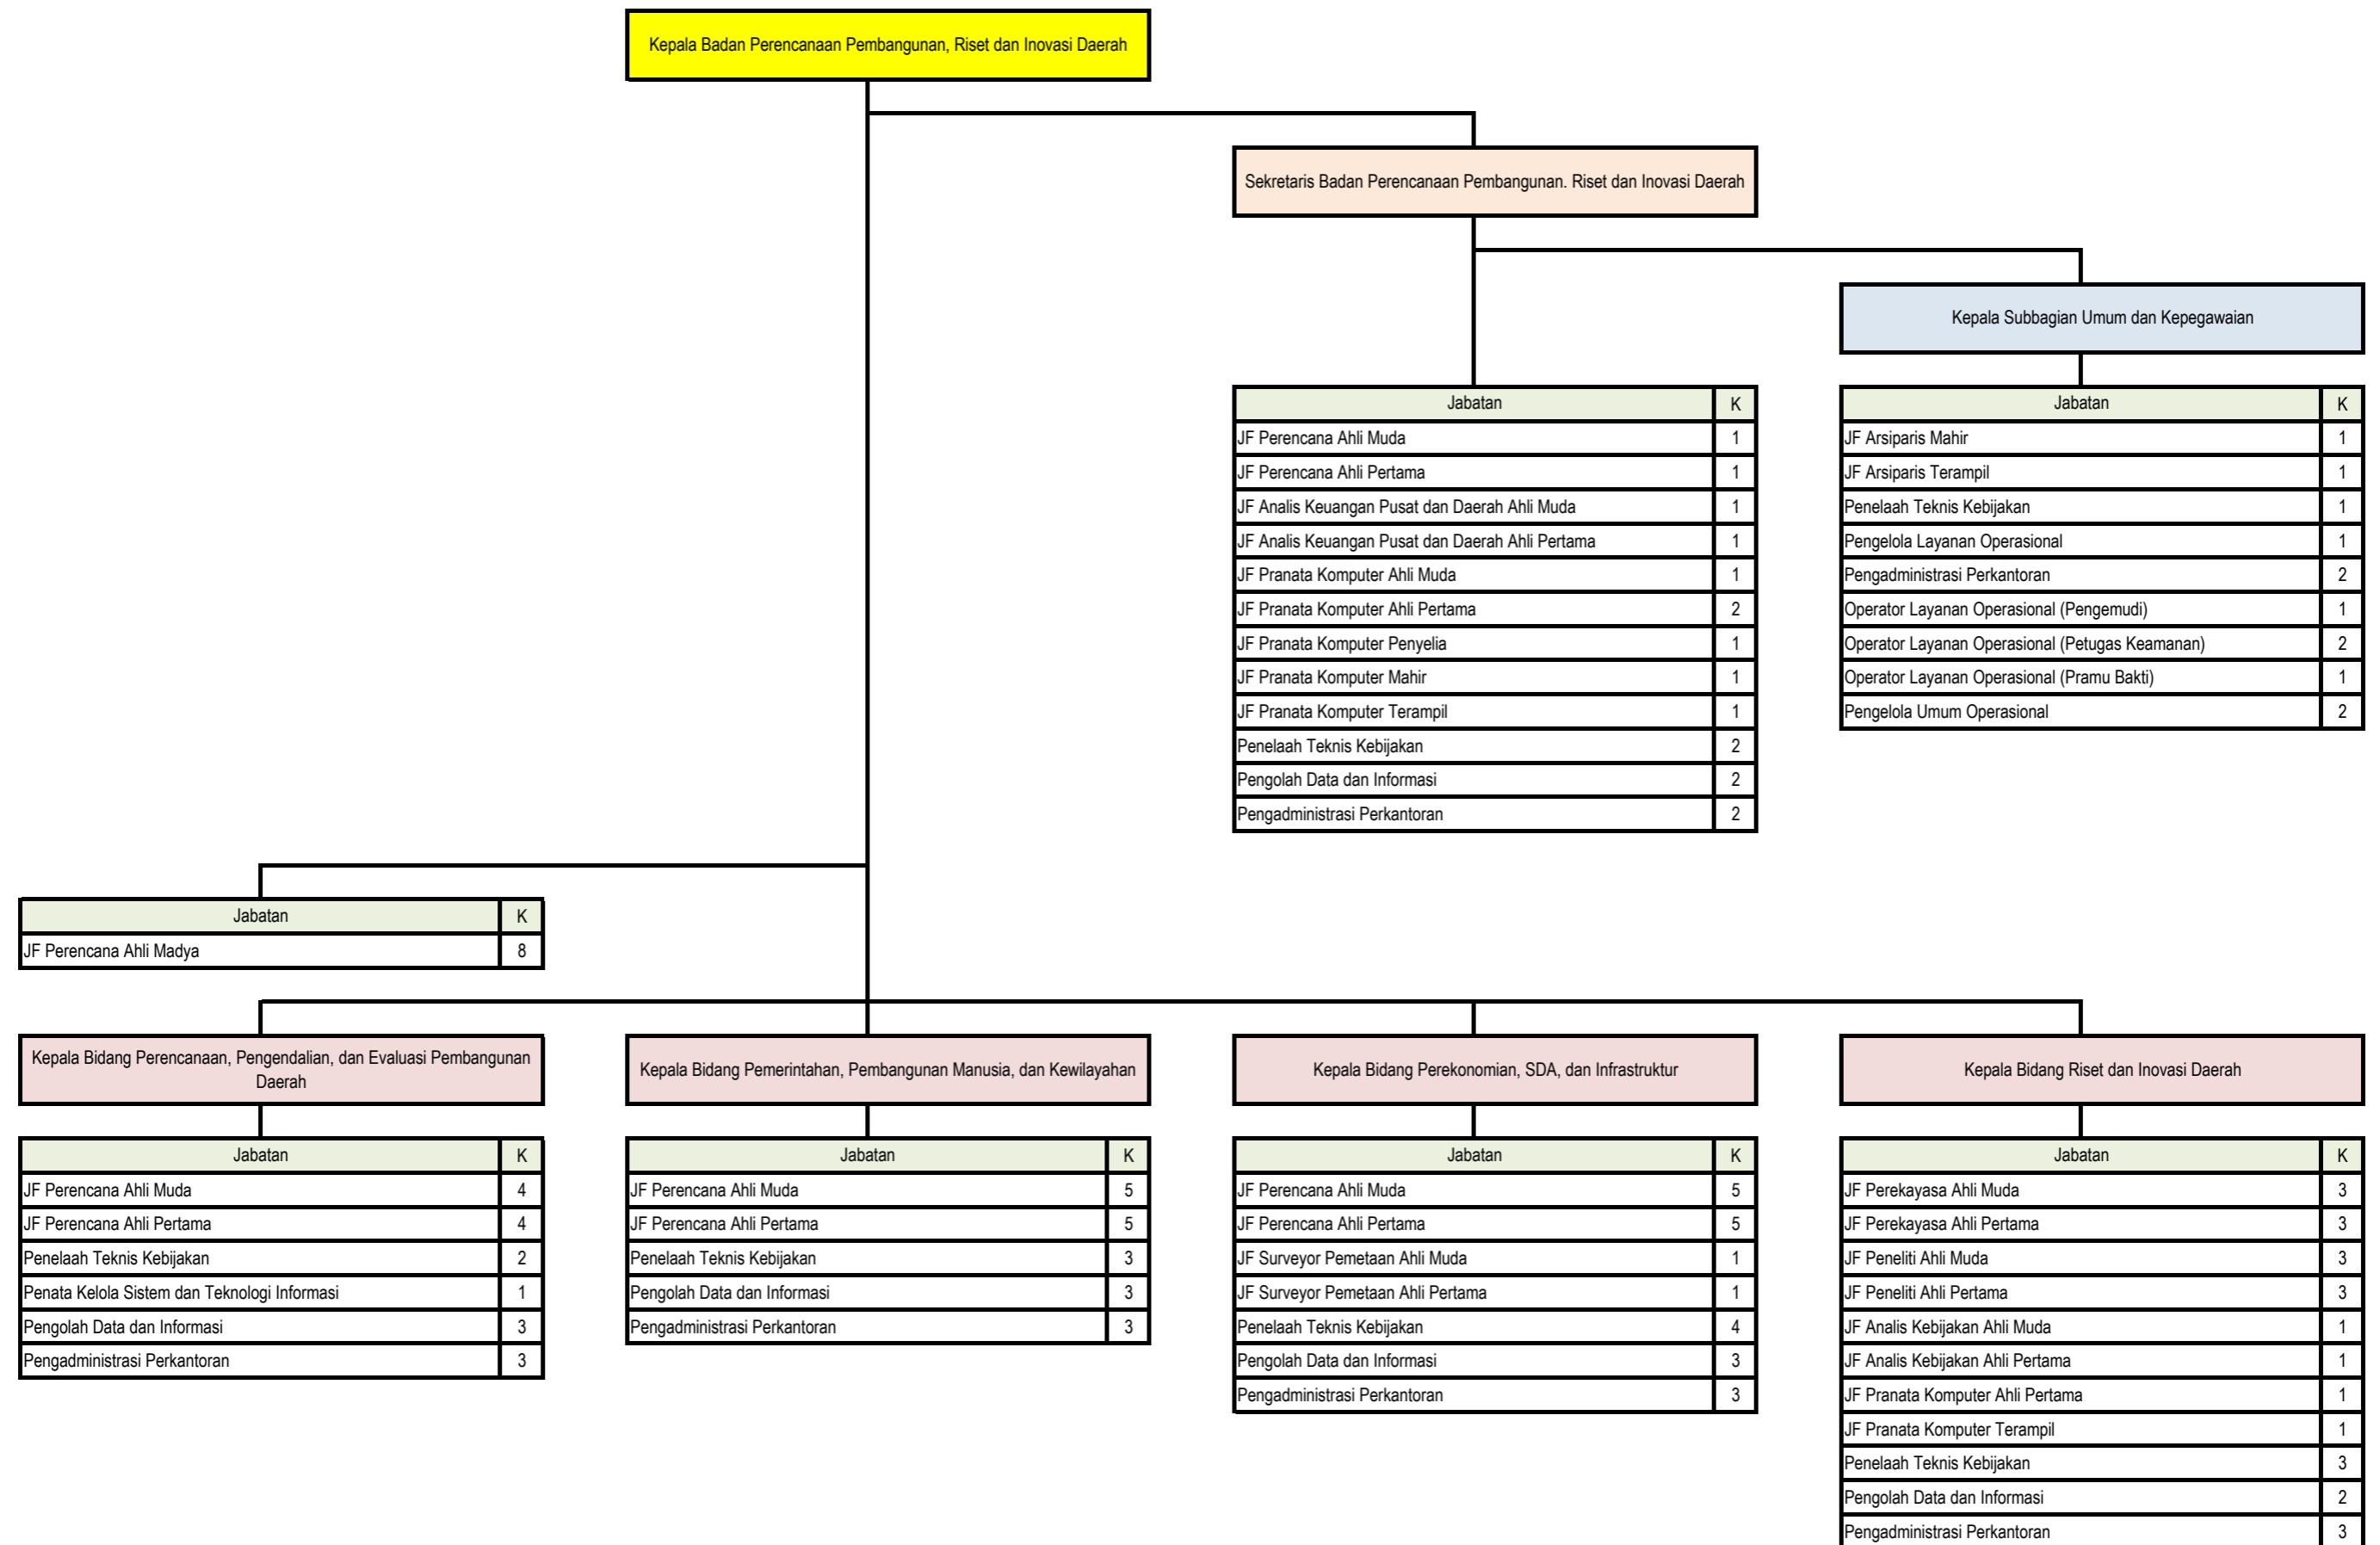 Kepala Badan Perencanaan Pembangunan, Riset dan Inovasi Daerah
Sekretaris Badan Perencanaan Pembangunan. Riset dan Inovasi Daerah
Kepala Subbagian Umum dan Kepegawaian
Jabatan K
JF Perencana Ahli Muda 1
JF Perencana Ahli Pertama 1
JF Analis Keuangan Pusat dan Daerah Ahli Muda 1
JF Analis Keuangan Pusat dan Daerah Ahli Pertama 1
JF Pranata Komputer Ahli Muda 1
JF Pranata Komputer Ahli Pertama 2
JF Pranata Komputer Penyelia 1
JF Pranata Komputer Mahir 1
JF Pranata Komputer Terampil 1
Penelaah Teknis Kebijakan 2
Pengolah Data dan Informasi 2
Pengadministrasi Perkantoran 2
Jabatan K
JF Arsiparis Mahir 1
JF Arsiparis Terampil 1
Penelaah Teknis Kebijakan 1
Pengelola Layanan Operasional 1
Pengadministrasi Perkantoran 2
Operator Layanan Operasional (Pengemudi) 1
Operator Layanan Operasional (Petugas Keamanan) 2
Operator Layanan Operasional (Pramu Bakti) 1
Pengelola Umum Operasional 2
Jabatan K
JF Perencana Ahli Madya 8
Kepala Bidang Perencanaan, Pengendalian, dan Evaluasi Pembangunan
Daerah
Jabatan K
JF Perencana Ahli Muda 4
JF Perencana Ahli Pertama 4
Penelaah Teknis Kebijakan 2
Penata Kelola Sistem dan Teknologi Informasi 1
Pengolah Data dan Informasi 3
Pengadministrasi Perkantoran 3
Kepala Bidang Pemerintahan, Pembangunan Manusia, dan Kewilayahan
Jabatan K
JF Perencana Ahli Muda 5
JF Perencana Ahli Pertama 5
Penelaah Teknis Kebijakan 3
Pengolah Data dan Informasi 3
Pengadministrasi Perkantoran 3
Kepala Bidang Perekonomian, SDA, dan Infrastruktur
Jabatan K
JF Perencana Ahli Muda 5
JF Perencana Ahli Pertama 5
JF Surveyor Pemetaan Ahli Muda 1
JF Surveyor Pemetaan Ahli Pertama 1
Penelaah Teknis Kebijakan 4
Pengolah Data dan Informasi 3
Pengadministrasi Perkantoran 3
Kepala Bidang Riset dan Inovasi Daerah
Jabatan K
JF Perekayasa Ahli Muda 3
JF Perekayasa Ahli Pertama 3
JF Peneliti Ahli Muda 3
JF Peneliti Ahli Pertama 3
JF Analis Kebijakan Ahli Muda 1
JF Analis Kebijakan Ahli Pertama 1
JF Pranata Komputer Ahli Pertama 1
JF Pranata Komputer Terampil 1
Penelaah Teknis Kebijakan 3
Pengolah Data dan Informasi 2
Pengadministrasi Perkantoran 3